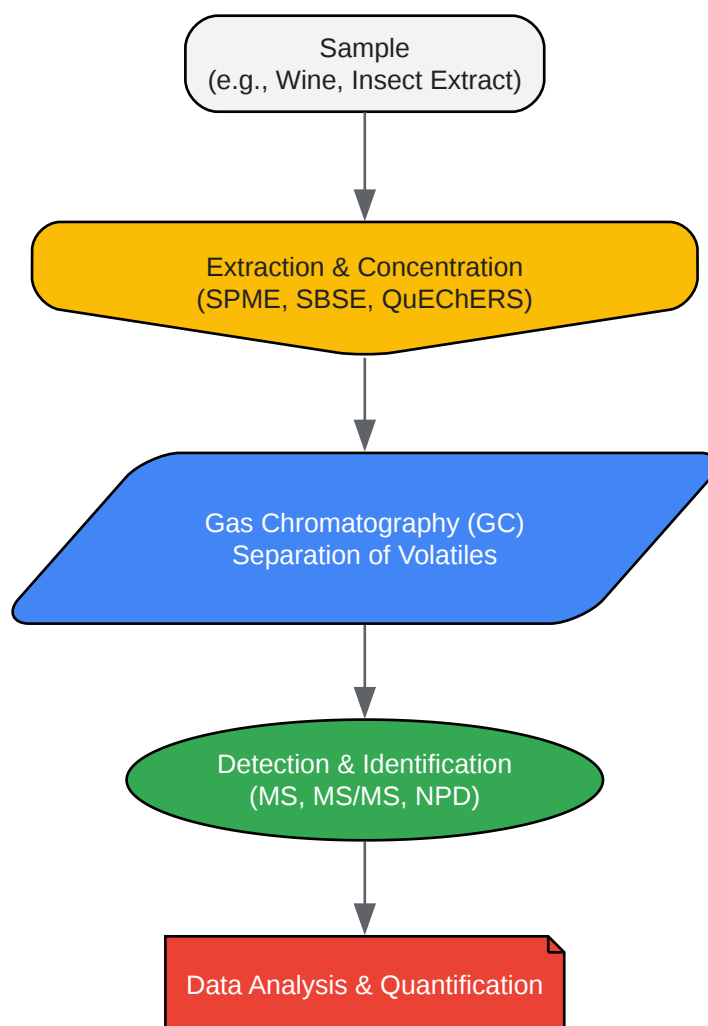 Sample
(e.g., Wine, Insect Extract)
Extraction & Concentration
(SPME, SBSE, QuEChERS)
Gas Chromatography (GC)
Separation of Volatiles
Detection & Identification
(MS, MS/MS, NPD)
Data Analysis & Quantification